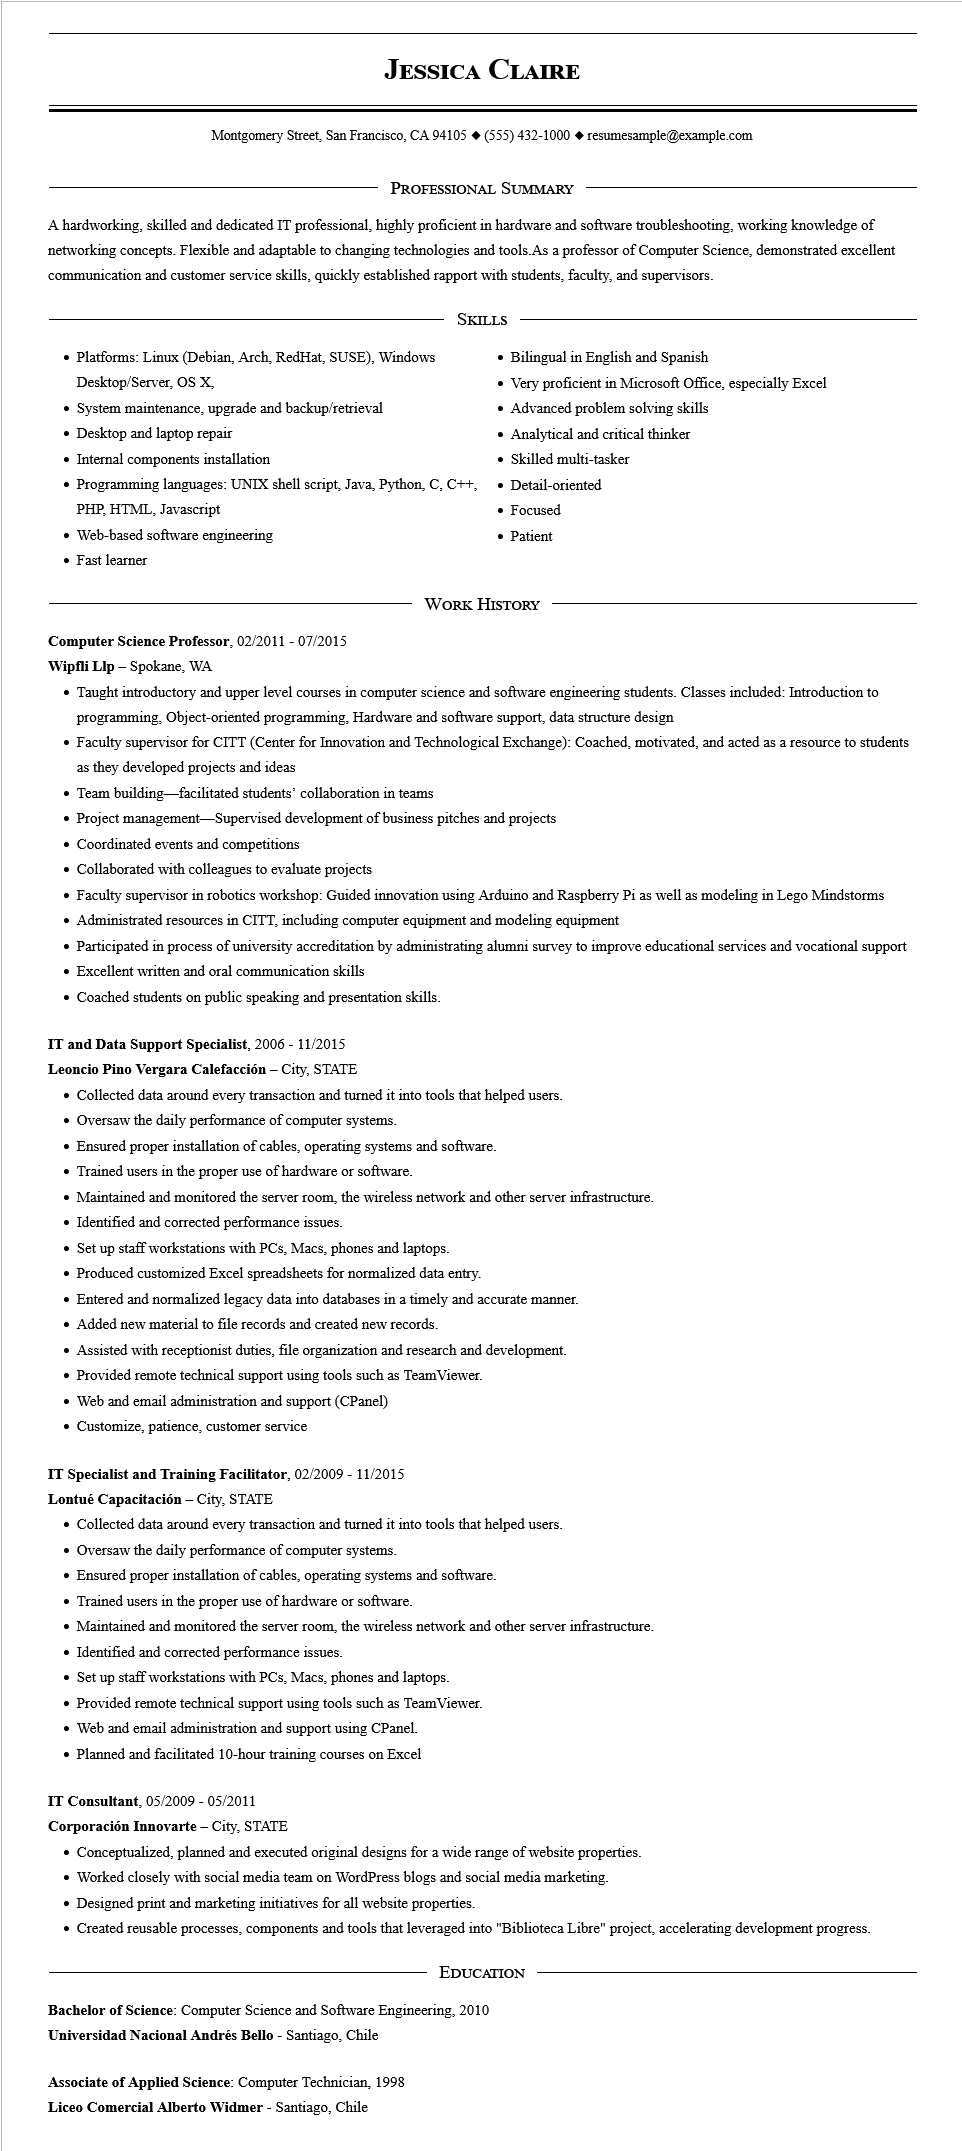 Jessica Claire
Montgomery Street, San Francisco, CA 94105 ◆ (555) 432-1000 ◆ resumesample@example.com
Professional Summary
A hardworking, skilled and dedicated IT professional, highly proficient in hardware and software troubleshooting, working knowledge of
networking concepts. Flexible and adaptable to changing technologies and tools.As a professor of Computer Science, demonstrated excellent
communication and customer service skills, quickly established rapport with students, faculty, and supervisors.
Skills
• Platforms: Linux (Debian, Arch, RedHat, SUSE), Windows
Desktop/Server, OS X,
• System maintenance, upgrade and backup/retrieval
• Desktop and laptop repair
• Internal components installation
• Programming languages: UNIX shell script, Java, Python, C, C++,
PHP, HTML, Javascript
• Web-based software engineering
• Fast learner
• Bilingual in English and Spanish
• Very proficient in Microsoft Office, especially Excel
• Advanced problem solving skills
• Analytical and critical thinker
• Skilled multi-tasker
• Detail-oriented
• Focused
• Patient
Work History
Computer Science Professor, 02/2011 - 07/2015
Wipfli Llp – Spokane, WA
• Taught introductory and upper level courses in computer science and software engineering students. Classes included: Introduction to
programming, Object-oriented programming, Hardware and software support, data structure design
• Faculty supervisor for CITT (Center for Innovation and Technological Exchange): Coached, motivated, and acted as a resource to students
as they developed projects and ideas
• Team building—facilitated students’ collaboration in teams
• Project management—Supervised development of business pitches and projects
• Coordinated events and competitions
• Collaborated with colleagues to evaluate projects
• Faculty supervisor in robotics workshop: Guided innovation using Arduino and Raspberry Pi as well as modeling in Lego Mindstorms
• Administrated resources in CITT, including computer equipment and modeling equipment
• Participated in process of university accreditation by administrating alumni survey to improve educational services and vocational support
• Excellent written and oral communication skills
• Coached students on public speaking and presentation skills.
IT and Data Support Specialist, 2006 - 11/2015
Leoncio Pino Vergara Calefacción – City, STATE
• Collected data around every transaction and turned it into tools that helped users.
• Oversaw the daily performance of computer systems.
• Ensured proper installation of cables, operating systems and software.
• Trained users in the proper use of hardware or software.
• Maintained and monitored the server room, the wireless network and other server infrastructure.
• Identified and corrected performance issues.
• Set up staff workstations with PCs, Macs, phones and laptops.
• Produced customized Excel spreadsheets for normalized data entry.
• Entered and normalized legacy data into databases in a timely and accurate manner.
• Added new material to file records and created new records.
• Assisted with receptionist duties, file organization and research and development.
• Provided remote technical support using tools such as TeamViewer.
• Web and email administration and support (CPanel)
• Customize, patience, customer service
IT Specialist and Training Facilitator, 02/2009 - 11/2015
Lontué Capacitación – City, STATE
• Collected data around every transaction and turned it into tools that helped users.
• Oversaw the daily performance of computer systems.
• Ensured proper installation of cables, operating systems and software.
• Trained users in the proper use of hardware or software.
• Maintained and monitored the server room, the wireless network and other server infrastructure.
• Identified and corrected performance issues.
• Set up staff workstations with PCs, Macs, phones and laptops.
• Provided remote technical support using tools such as TeamViewer.
• Web and email administration and support using CPanel.
• Planned and facilitated 10-hour training courses on Excel
IT Consultant, 05/2009 - 05/2011
Corporación Innovarte – City, STATE
• Conceptualized, planned and executed original designs for a wide range of website properties.
• Worked closely with social media team on WordPress blogs and social media marketing.
• Designed print and marketing initiatives for all website properties.
• Created reusable processes, components and tools that leveraged into "Biblioteca Libre" project, accelerating development progress.
Education
Bachelor of Science: Computer Science and Software Engineering, 2010
Universidad Nacional Andrés Bello - Santiago, Chile
Associate of Applied Science: Computer Technician, 1998
Liceo Comercial Alberto Widmer - Santiago, Chile